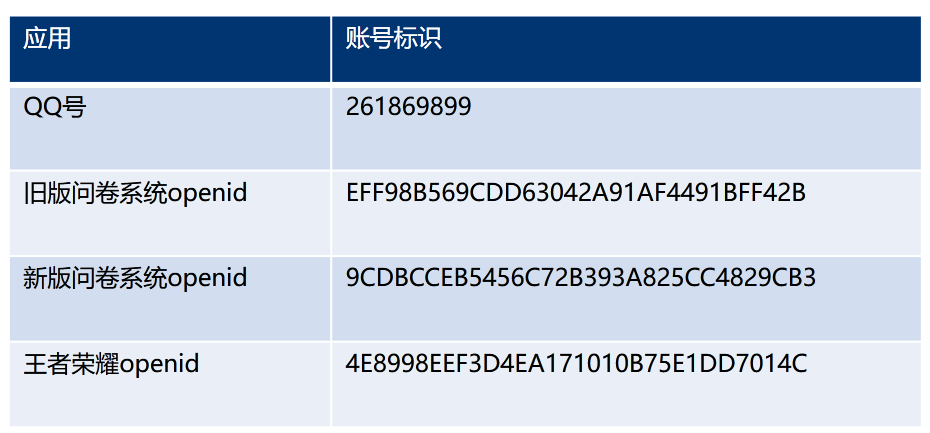 应用 账号标识
QQ号 261869899
旧版问卷系统openid EFF98B569CDD63042A91AF4491BFF42B
新版问卷系统openid 9CDBCCEB5456C72B393A825CC4829CB3
王者荣耀openid 4E8998EEF3D4EA171010B75E1DD7014C